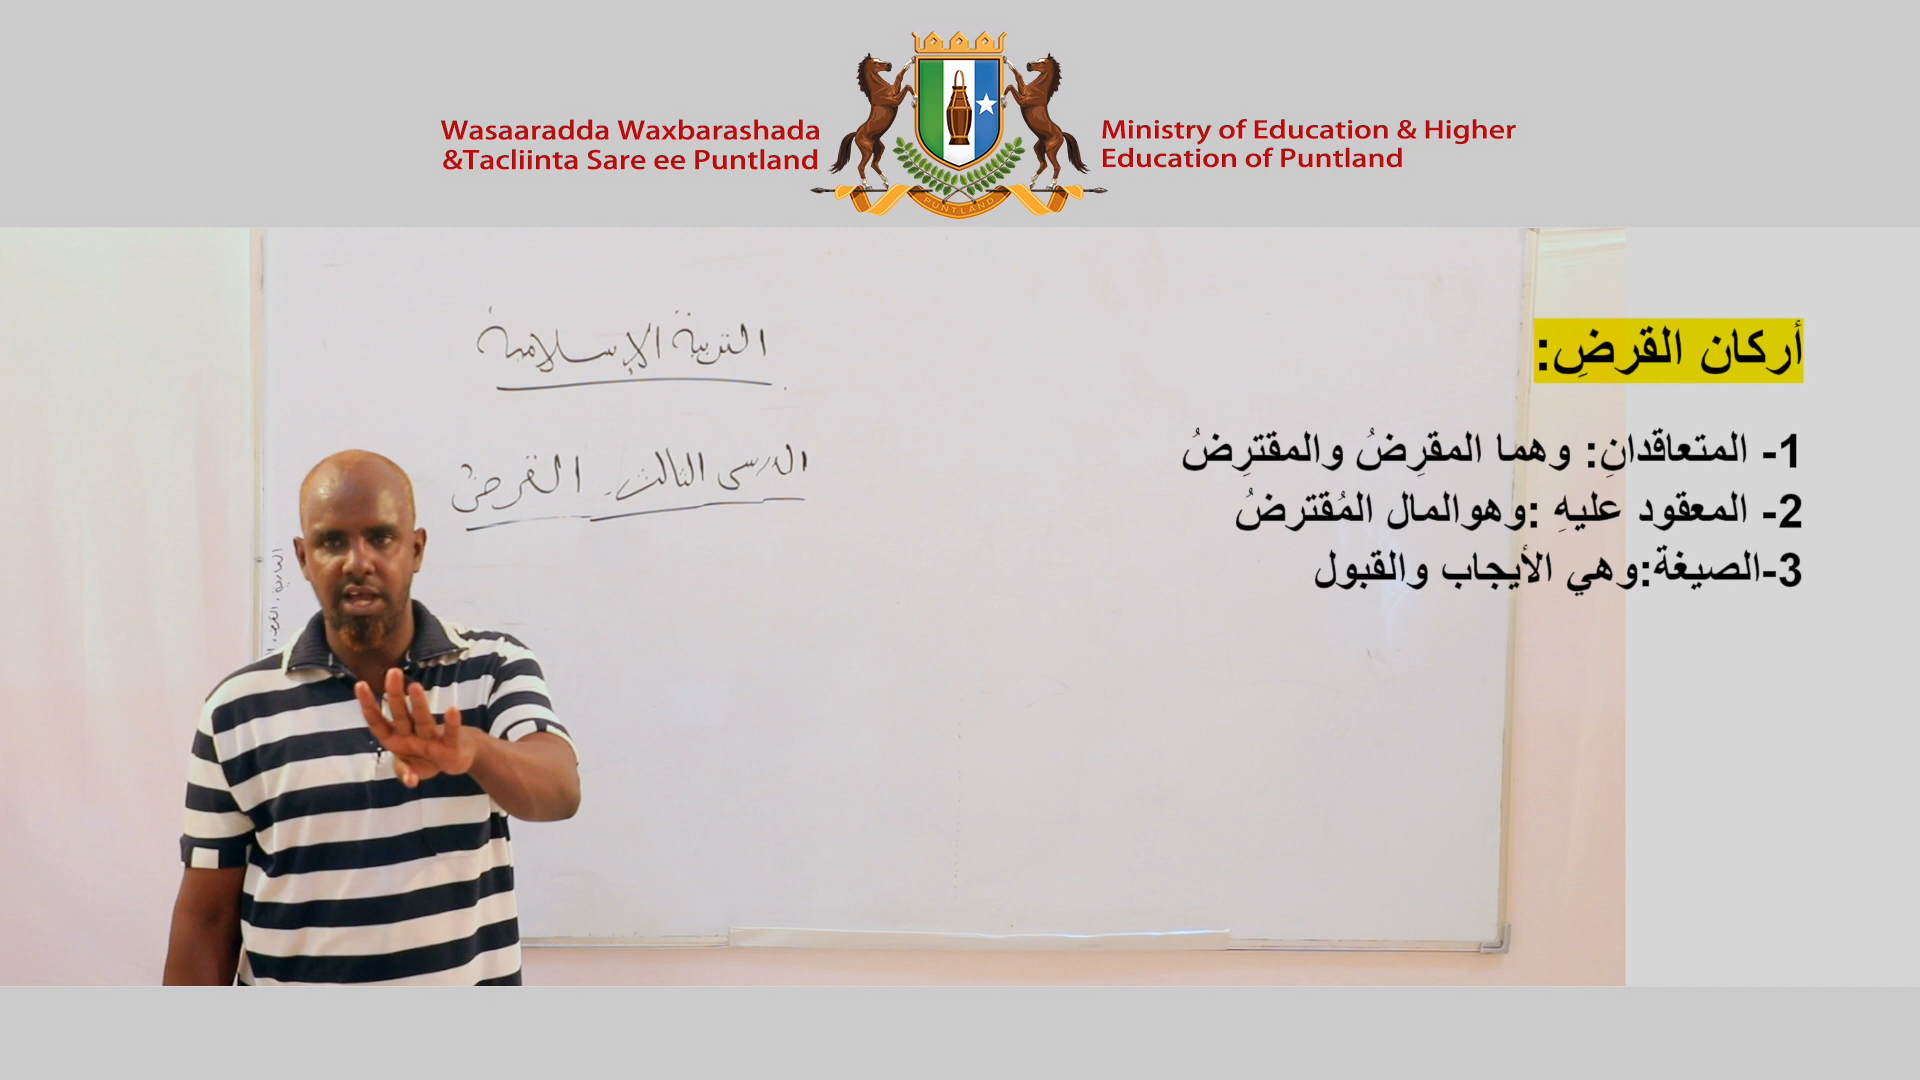 Wasaaradda Waxbarashada
&Tacliinta Sare ee Puntland
Ministry of Education & Higher
Education of Puntland
PUNTLAND
التربية الإسلامية
الدرس الثالث القرض
أركان القرضِ:
1- المتعاقدانِ: وهما المقرِضُ والمقترِضُ
2- المعقود عليهِ :وهوالمال المُقترضُ
3-الصيغة:وهي الأيجاب والقبول